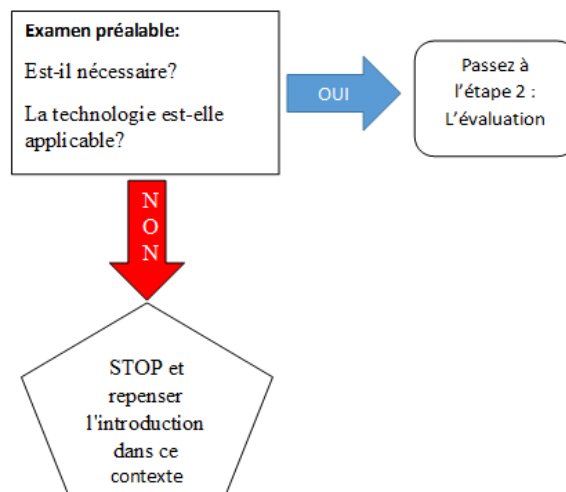 Examen préalable:
Est-il nécessaire?
La technologie est-elle
applicable?
OUI
Passez à
l'étape 2 :
L'évaluation
N
O
N
STOP et
repenser
l'introduction
dans ce
contexte